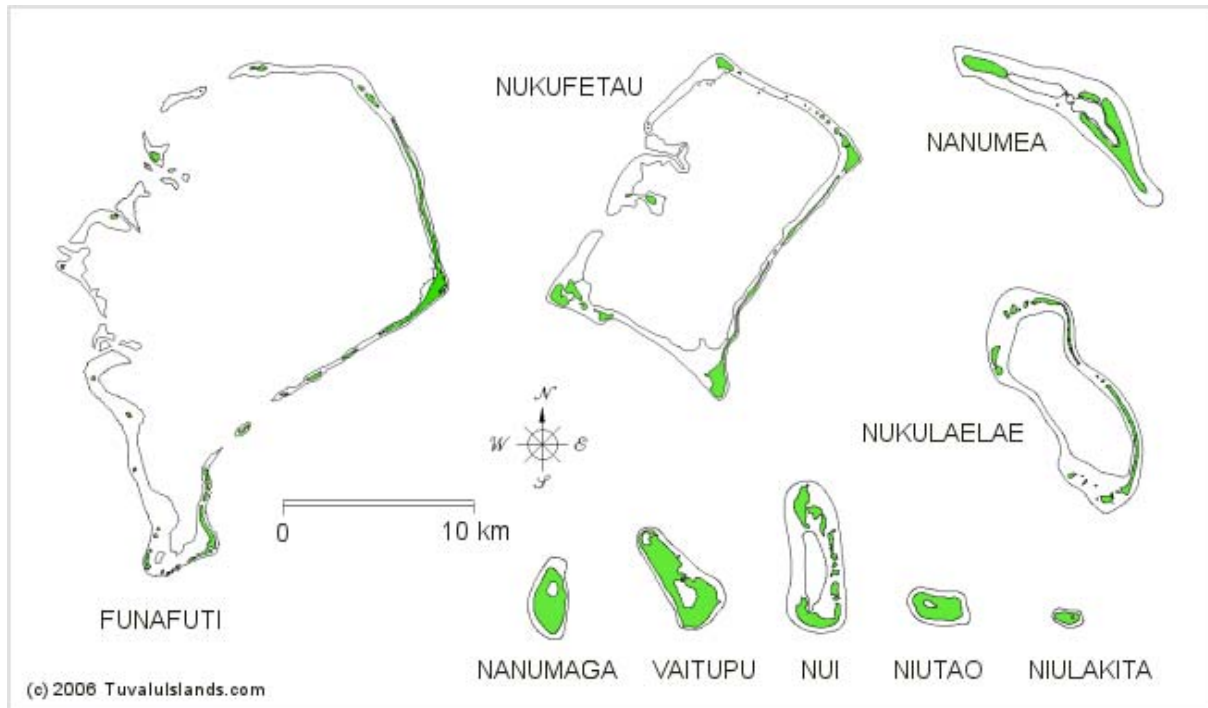 NUKUFETAU
NANUMEA
NUKULAELAE
N
W E
S
0 10 km
FUNAFUTI
NANUMAGA VAITUPU NUI NIUTAO NIULAKITA
(c) 2006 TuvaluIslands.com